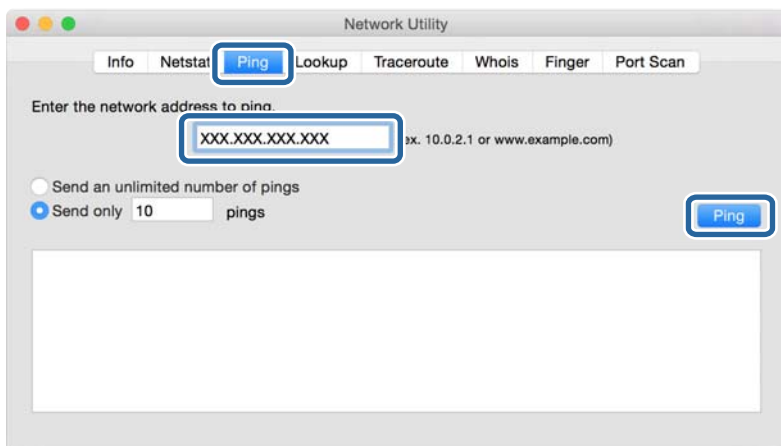 Network Utility
Info Netstat Ping Lookup Traceroute Whois Finger Port Scan
Enter the network address to ping.
XXX.XXX.XXX.XXX ex. 10.0.2.1 or www.example.com)
Send an unlimited number of pings
Send only 10 pings
Ping